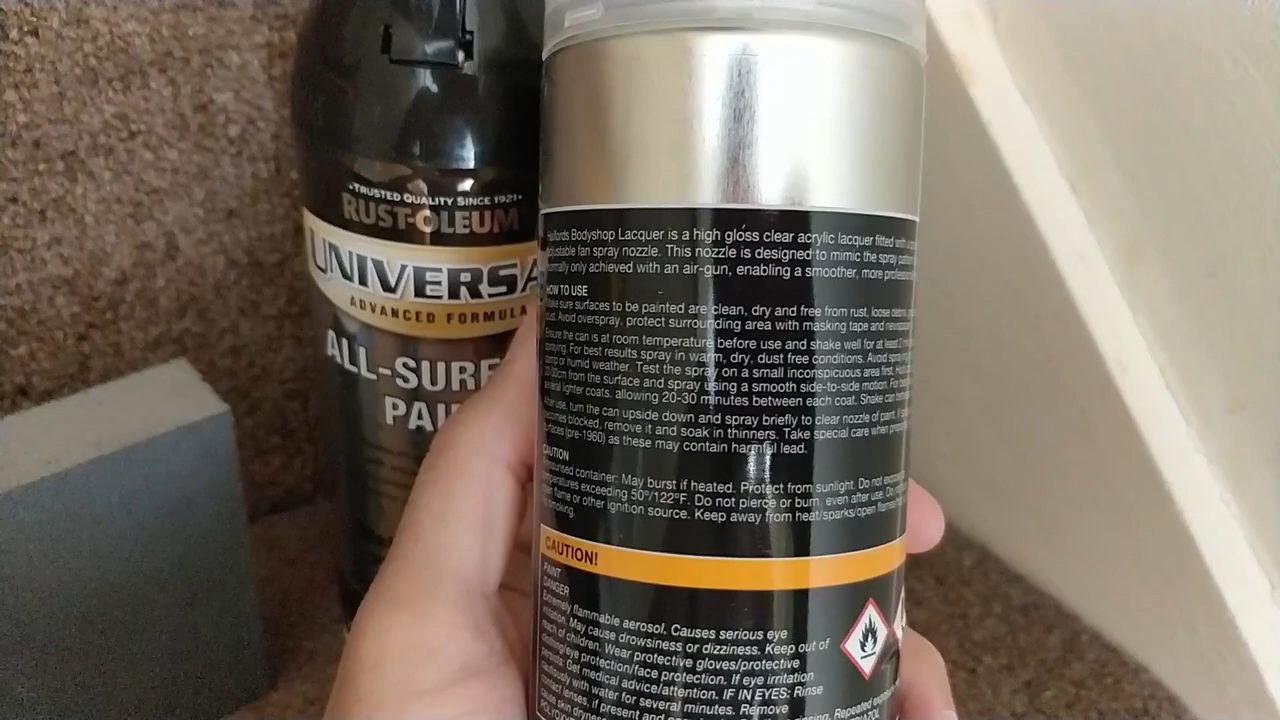 TRUSTED QUALITY SINCE 1921
RUST-OLEUM
UNIVERSA
ADVANCED FORMULA
ALL-SURF
PAI
Halfords Bodyshop Lacquer is a high gloss clear acrylic lacquer fitted with
adjustable fan spray nozzle. This nozzle is designed to mimic the spray
normally only achieved with an air-gun, enabling a smoother, more
HOW TO USE
Make sure surfaces to be painted are clean, dry and free from rust, loose
dust. Avoid overspray, protect surrounding area with masking tape and
Ensure the can is at room temperature before use and shake well for at least 2
spraying. For best results spray in warm, dry, dust free conditions. Avoid
damp or humid weather. Test the spray on a small inconspicuous area first.
20-30cm from the surface and spray using a smooth side-to-side motion. For
several lighter coats, allowing 20-30 minutes between each coat. Shake can
After use, turn the can upside down and spray briefly to clear nozzle of paint. If
becomes blocked, remove it and soak in thinners. Take special care when
surfaces (pre-1960) as these may contain harmful lead.
CAUTION
Pressurised container: May burst if heated. Protect from sunlight. Do not
temperatures exceeding 50°/122°F. Do not pierce or burn, even after use. Do
flame or other ignition source. Keep away from heat/sparks/open
smoking.
CAUTION!
PAINT
DANGER
Extremely flammable aerosol. Causes serious eye
irritation. May cause drowsiness or dizziness. Keep out of
reach of children. Wear protective gloves/protective
clothing/eye protection/face protection. If eye irritation
persists: Get medical advice/attention. IF IN EYES: Rinse
cautiously with water for several minutes. Remove
contact lenses, if present and
rinsing. Repeated
cause skin dryness